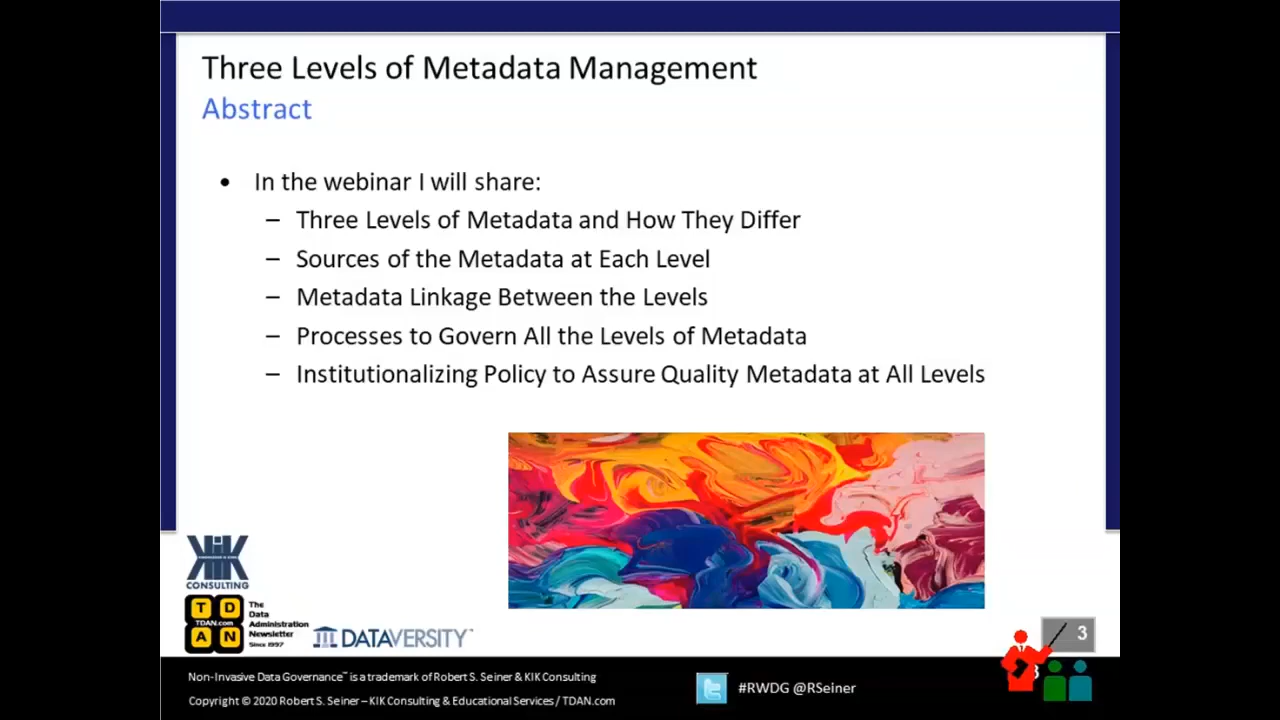 Three Levels of Metadata Management
Abstract
• In the webinar I will share:
– Three Levels of Metadata and How They Differ
– Sources of the Metadata at Each Level
– Metadata Linkage Between the Levels
– Processes to Govern All the Levels of Metadata
– Institutionalizing Policy to Assure Quality Metadata at All Levels
KIK
CONSULTING
T D
TDAN.com
A N
The
Data
Administration
Newsletter
Since 1997
DATAVERSITY™
3
Non-Invasive Data Governance™ is a trademark of Robert S. Seiner & KIK Consulting
Copyright © 2020 Robert S. Seiner – KIK Consulting & Educational Services / TDAN.com
#RWDG @RSeiner
3